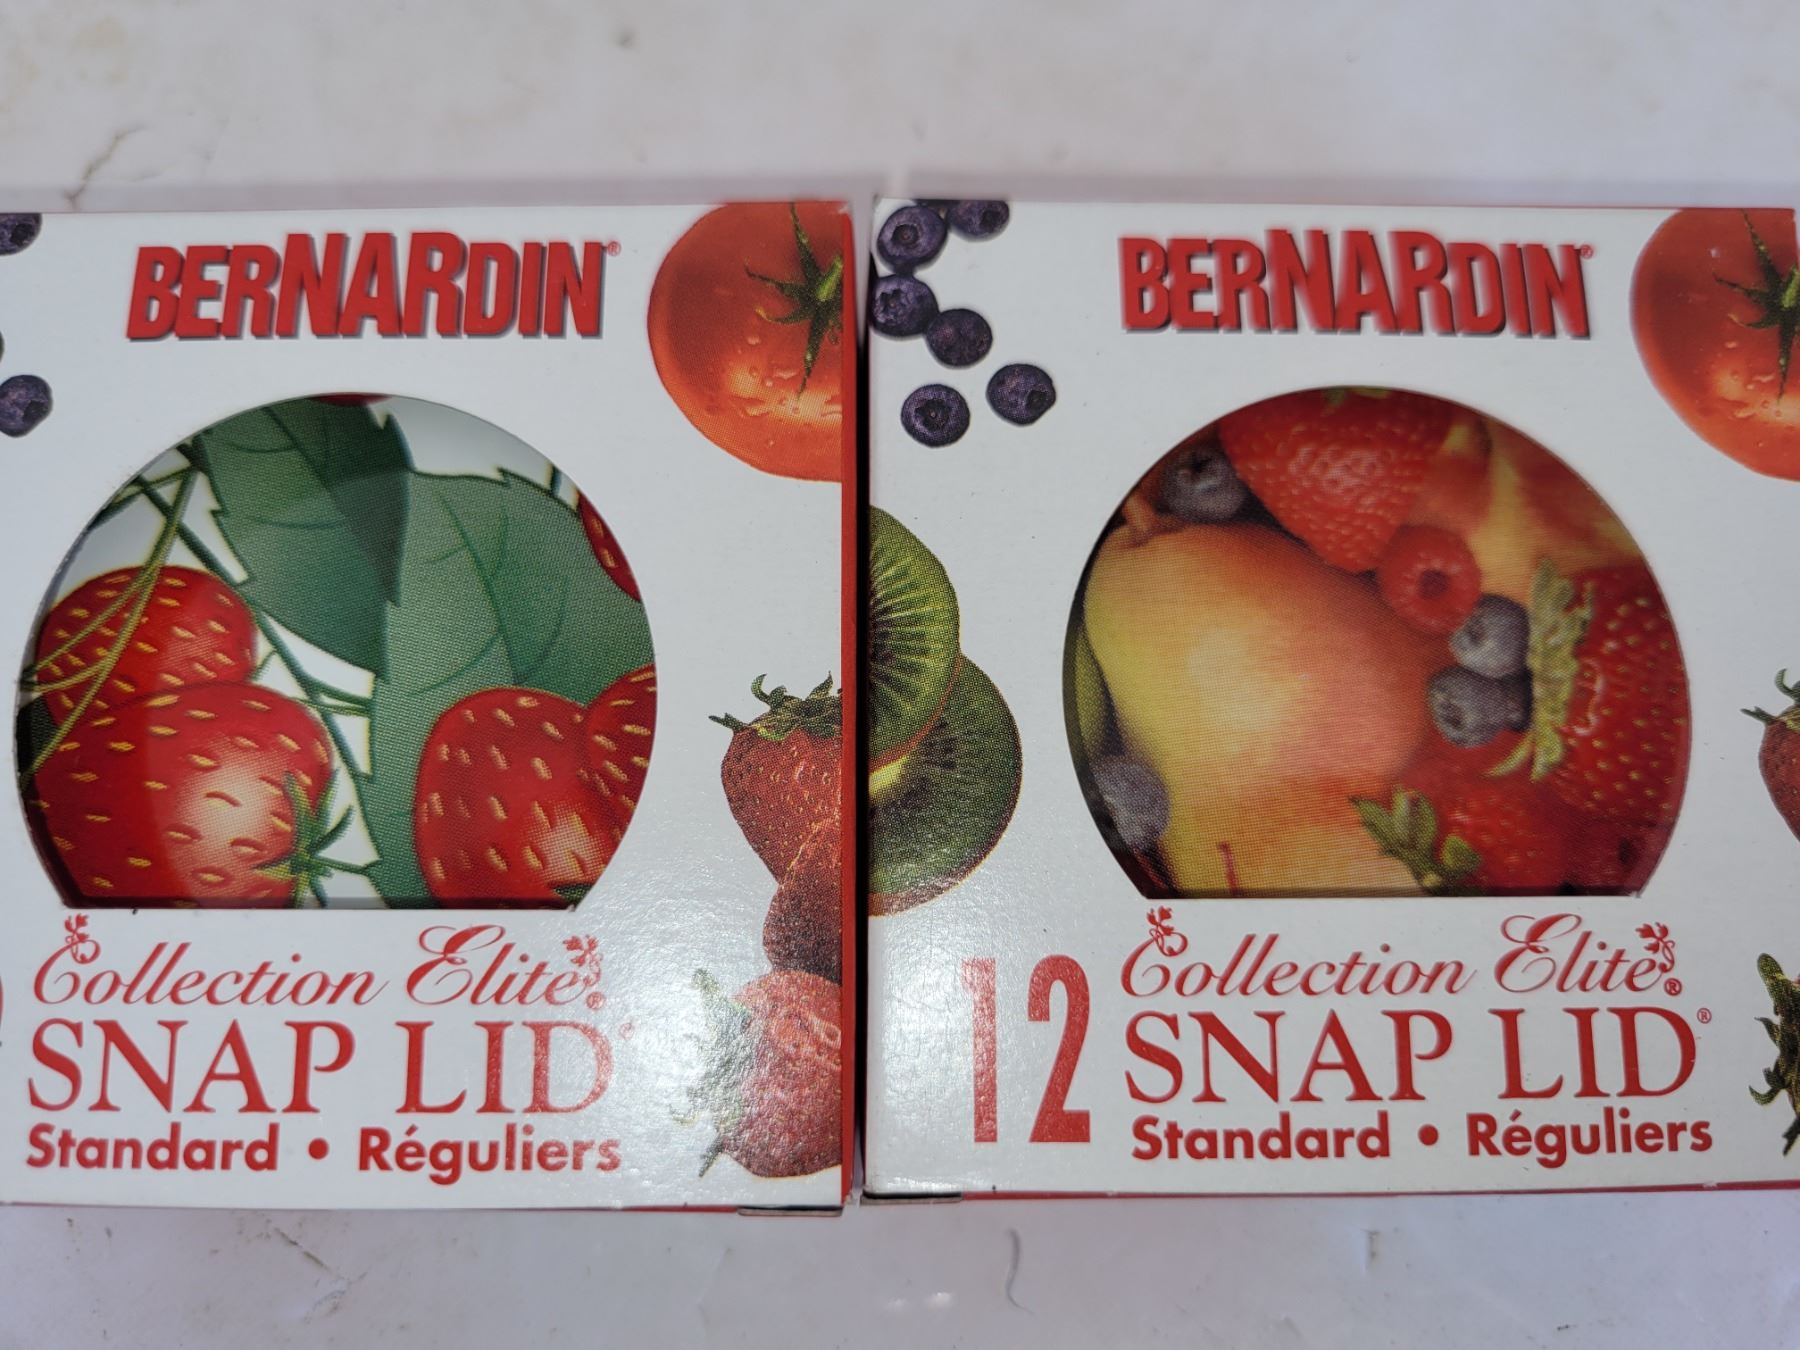 BERNARDIN®
Collection Elite®
SNAP LID®
Standard • Réguliers
BERNARDIN®
12
Collection Elite®
SNAP LID®
Standard • Réguliers